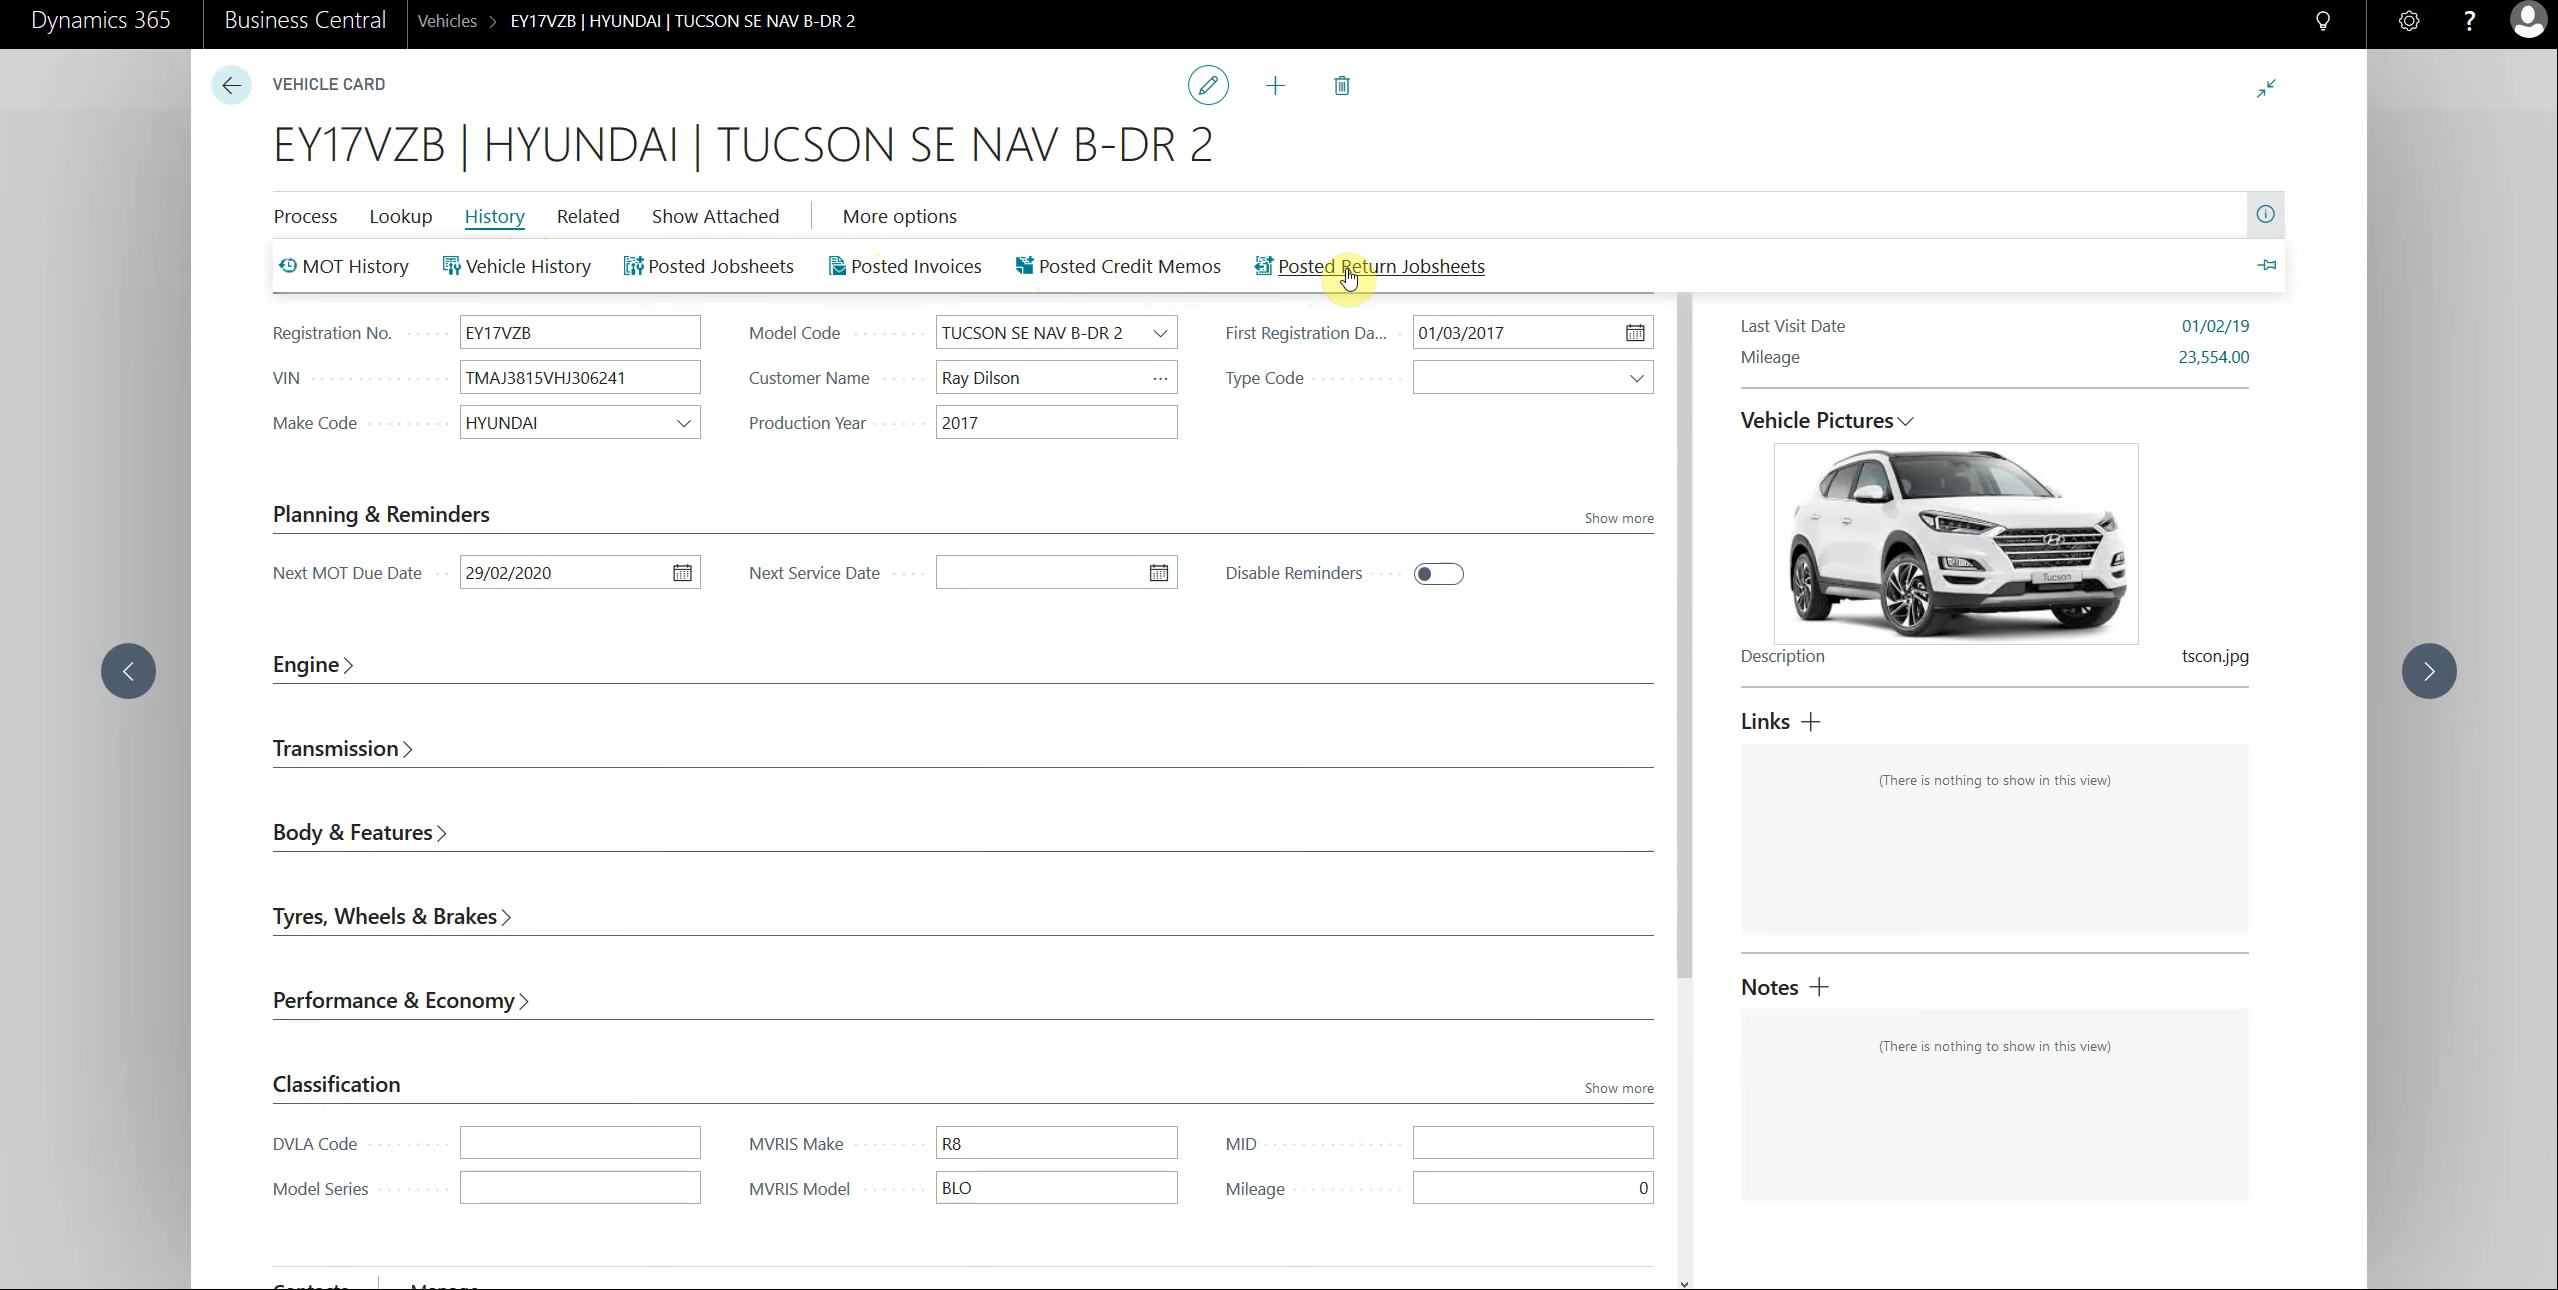 Dynamics 365
Business Central
Vehicles > EY17VZB | HYUNDAI | TUCSON SE NAV B-DR 2
?
VEHICLE CARD
EY17VZB | HYUNDAI | TUCSON SE NAV B-DR 2
Process Lookup History Related Show Attached More options
MOT History Vehicle History Posted Jobsheets Posted Invoices Posted Credit Memos Posted Return Jobsheets
Registration No. EY17VZB Model Code TUCSON SE NAV B-DR 2 First Registration Da... 01/03/2017
VIN TMAJ3815VHJ306241 Customer Name Ray Dilson ... Type Code
Make Code HYUNDAI Production Year 2017
Planning & Reminders Show more
Next MOT Due Date 29/02/2020 Next Service Date Disable Reminders
Engine
Transmission
Body & Features
Tyres, Wheels & Brakes
Performance & Economy
Classification Show more
DVLA Code MVRIS Make R8 MID
Model Series MVRIS Model BLO Mileage 0
Last Visit Date 01/02/19
Mileage 23,554.00
Vehicle Pictures
Tucson
Description tscon.jpg
Links
(There is nothing to show in this view)
Notes
(There is nothing to show in this view)